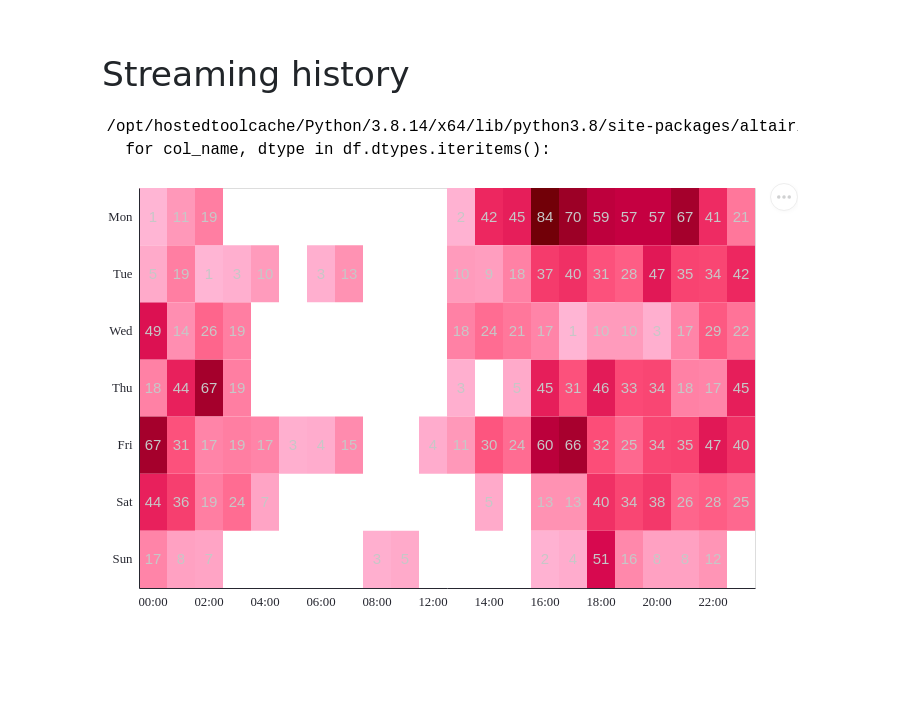 Streaming history
/opt/hostedtoolcache/Python/3.8.14/x64/lib/python3.8/site-packages/altair
for col_name, dtype in df.dtypes.iteritems():
Mon 11 19 42 45 84 70 59 57 57 67 41 21
Tue 19 10 13 10 9 18 37 40 31 28 47 35 34 42
Wed 49 14 26 19 18 24 21 17 10 10 17 29 22
Thu 18 44 67 19 45 31 46 33 34 18 17 45
Fri 67 31 17 19 17 15 11 30 24 60 66 32 25 34 35 47 40
Sat 44 36 19 24 13 13 40 34 38 26 28 25
Sun 17 51 16 12
00:00 02:00 04:00 06:00 08:00 12:00 14:00 16:00 18:00 20:00 22:00